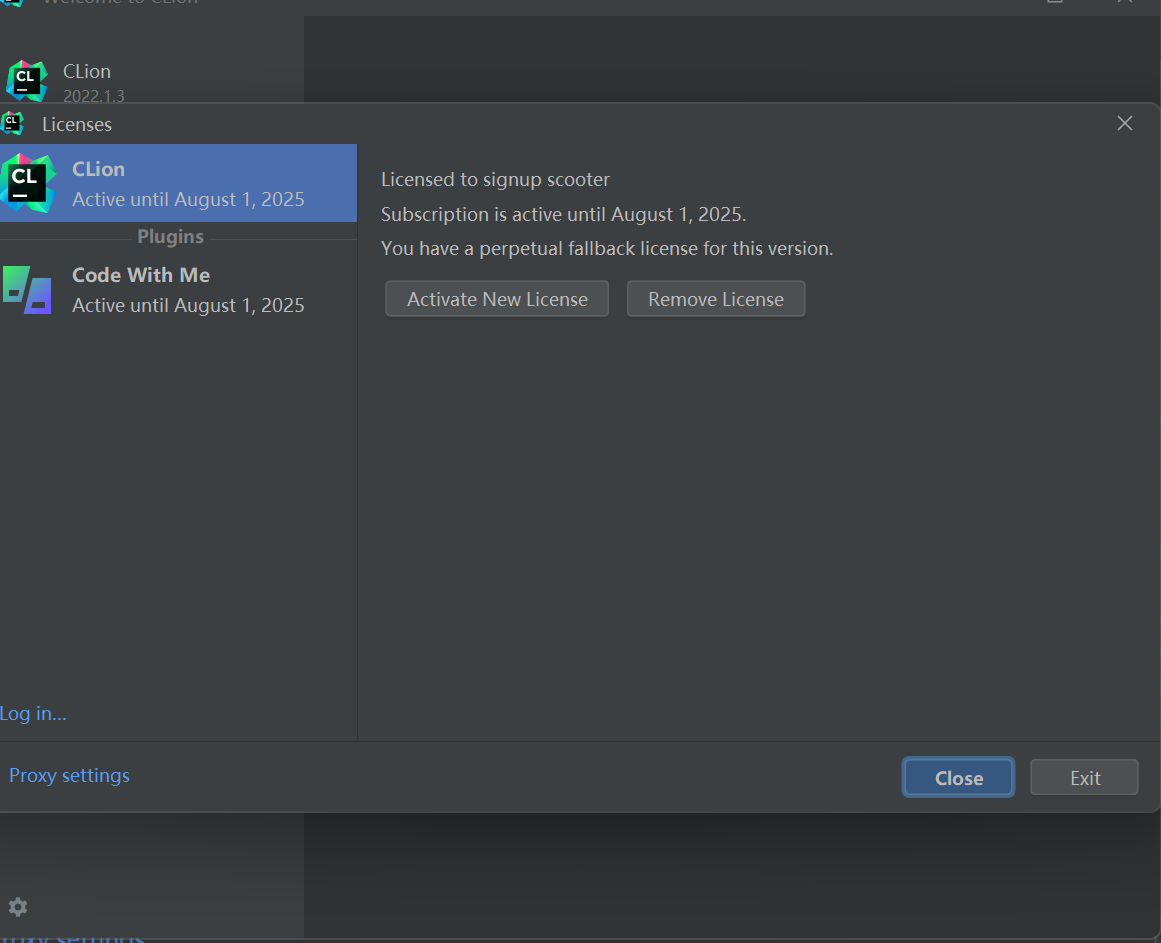 Welcome to CLion
CL
CLion
2022.1.3
CL
Licenses
CL
CLion
Active until August 1, 2025
Plugins
Code With Me
Active until August 1, 2025
Licensed to signup scooter
Subscription is active until August 1, 2025.
You have a perpetual fallback license for this version.
Activate New License
Remove License
Log in...
Proxy settings
Close
Exit
Proxy settings